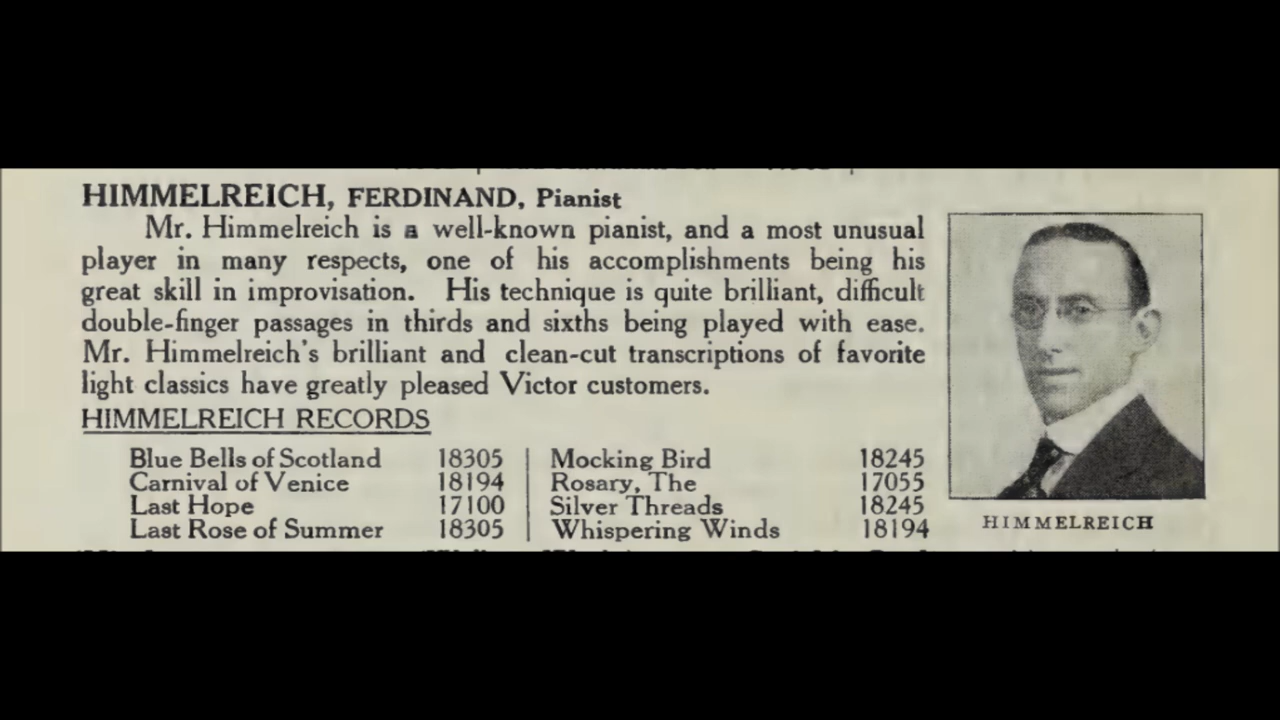 HIMMELREICH, FERDINAND, Pianist
Mr. Himmelreich is a well-known pianist, and a most unusual
player in many respects, one of his accomplishments being his
great skill in improvisation. His technique is quite brilliant, difficult
double-finger passages in thirds and sixths being played with ease.
Mr. Himmelreich's brilliant and clean-cut transcriptions of favorite
light classics have greatly pleased Victor customers.
HIMMELREICH RECORDS
Blue Bells of Scotland 18305
Carnival of Venice 18194
Last Hope 17100
Last Rose of Summer 18305
Mocking Bird 18245
Rosary, The 17055
Silver Threads 18245
Whispering Winds 18194
HIMMELREICH